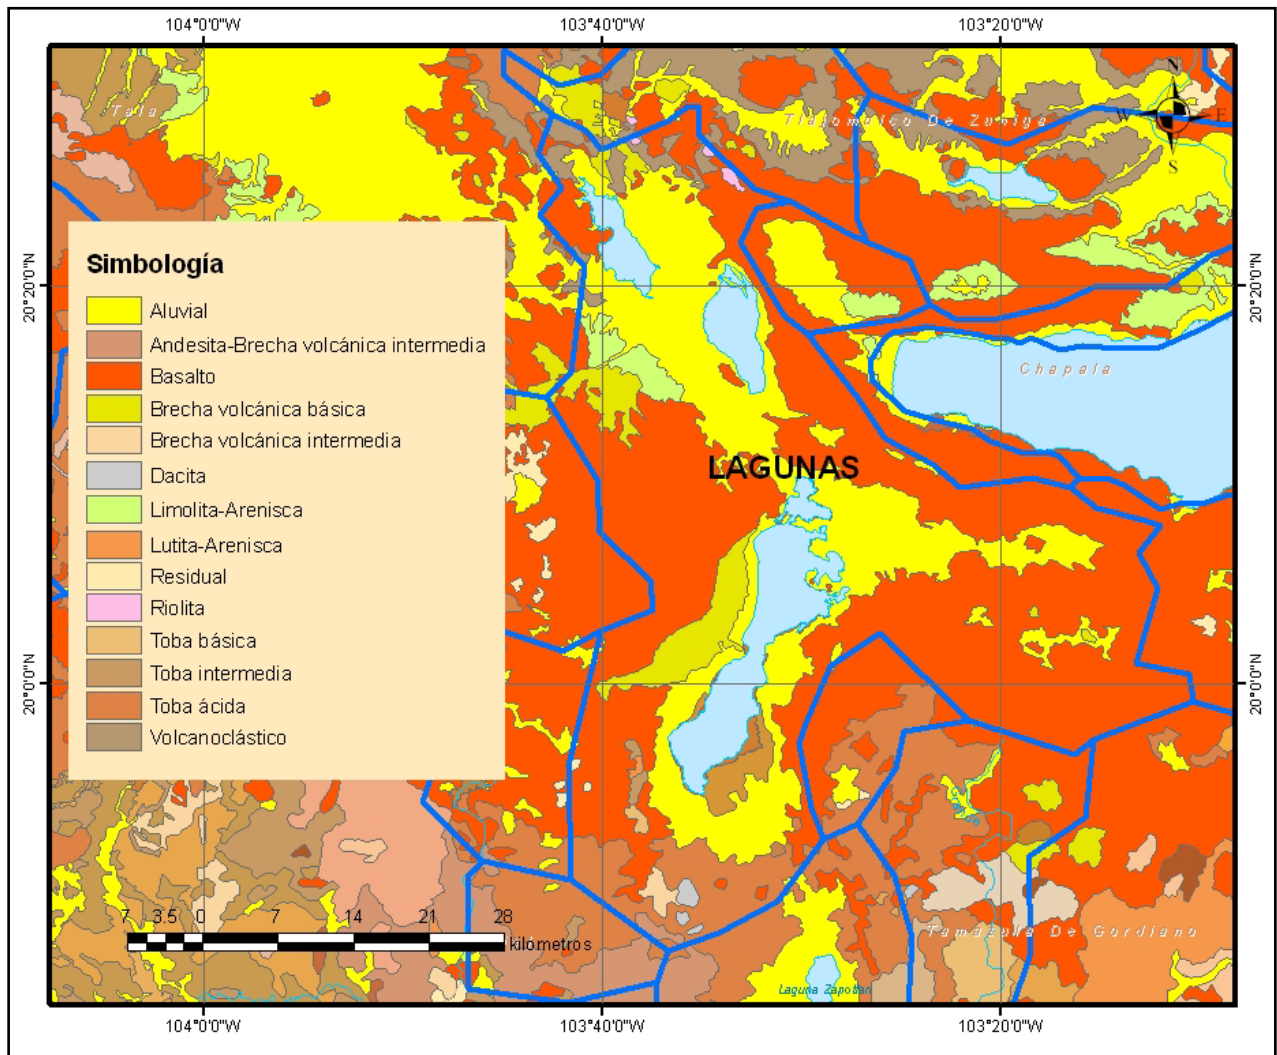 104°0'0"W
103°40'0"W
103°20'0"W
N
W
E
S
Tala
Tlajomulco De Zuñiga
20°20'0"N
20°20'0"N
Simbología
Aluvial
Andesita-Brecha volcánica intermedia
Basalto
Brecha volcánica básica
Brecha volcánica intermedia
Dacita
Limolita-Arenisca
Lutita-Arenisca
Residual
Riolita
Toba básica
Toba intermedia
Toba ácida
Volcanoclástico
Chapala
LAGUNAS
20°0'0"N
20°0'0"N
7 3.5 0 7 14 21 28
kilómetros
Tamazula De Gordiano
Laguna Zapotlan
104°0'0"W
103°40'0"W
103°20'0"W